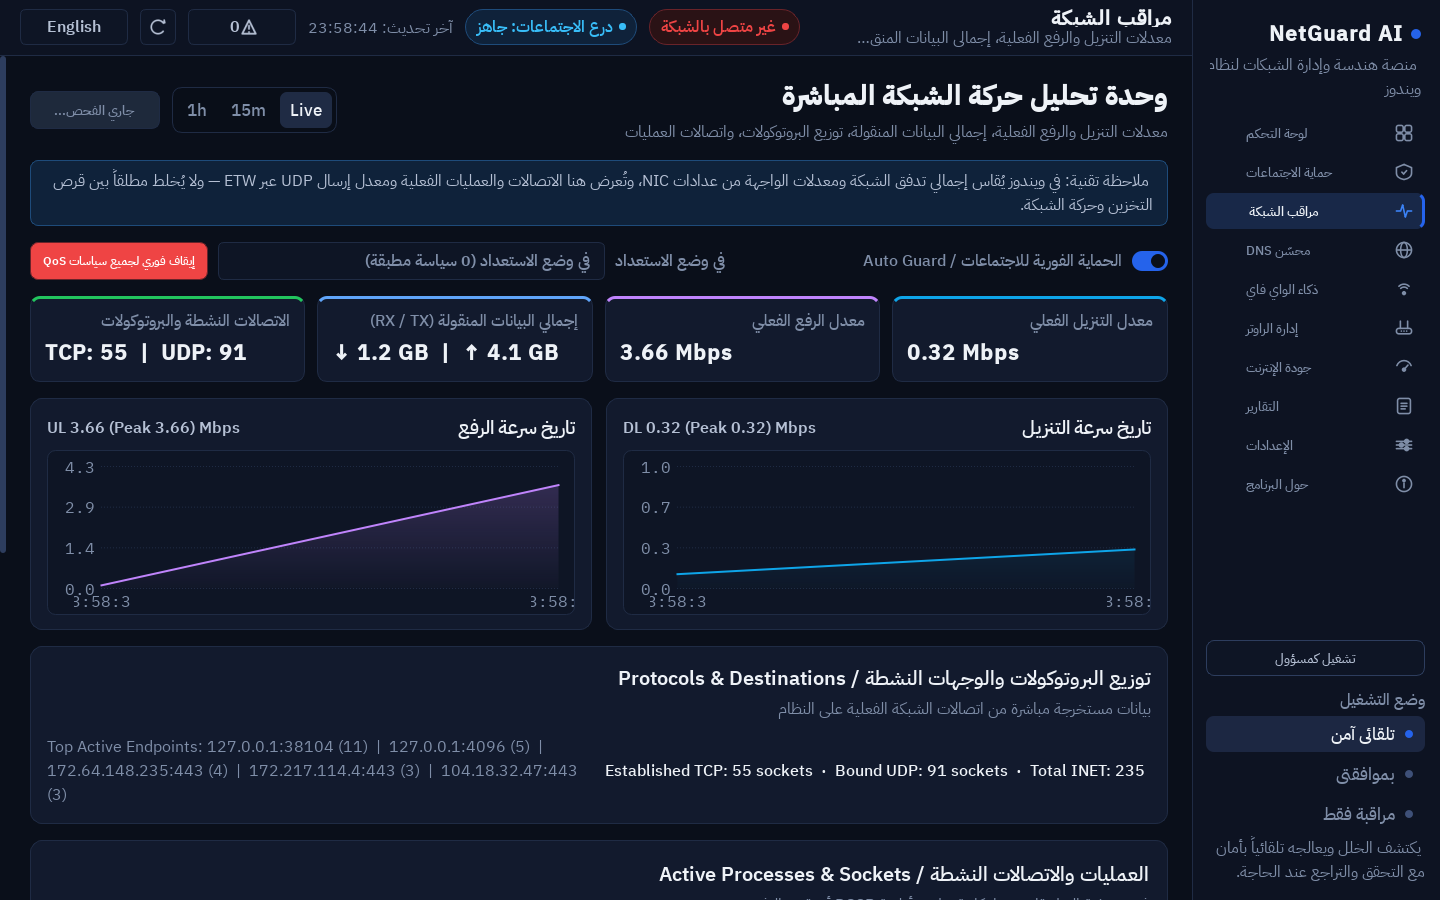 NetGuard AI
منصة هندسة وإدارة الشبكات لنظام
ويندوز
لوحة التحكم
حماية الاجتماعات
مراقب الشبكة
محسّن DNS
ذكاء الواي فاي
إدارة الراوتر
جودة الإنترنت
التقارير
الإعدادات
حول البرنامج
تشغيل كمسؤول
وضع التشغيل
تلقائي آمن
بموافقتي
مراقبة فقط
يكتشف الخلل ويعالجه تلقائياً بأمان
مع التحقق والتراجع عند الحاجة.
مراقب الشبكة
معدلات التنزيل والرفع الفعلية، إجمالي البيانات المنق...
غير متصل بالشبكة
درع الاجتماعات: جاهز
آخر تحديث: 23:58:44
0
English
وحدة تحليل حركة الشبكة المباشرة
معدلات التنزيل والرفع الفعلية، إجمالي البيانات المنقولة، توزيع البروتوكولات، واتصالات العمليات
Live
15m
1h
جاري الفحص...
ملاحظة تقنية: في ويندوز يُقاس إجمالي تدفق الشبكة ومعدلات الواجهة من عدادات NIC، وتُعرض هنا الاتصالات والعمليات الفعلية ومعدل إرسال UDP عبر ETW — ولا يُخلط مطلقاً بين قرص
التخزين وحركة الشبكة.
الحماية الفورية للاجتماعات / Auto Guard
في وضع الاستعداد
في وضع الاستعداد (0 سياسة مطبقة)
إيقاف فوري لجميع سياسات QoS
معدل التنزيل الفعلي
0.32 Mbps
معدل الرفع الفعلي
3.66 Mbps
إجمالي البيانات المنقولة (RX / TX)
↓ 1.2 GB | ↑ 4.1 GB
الاتصالات النشطة والبروتوكولات
TCP: 55 | UDP: 91
تاريخ سرعة التنزيل
DL 0.32 (Peak 0.32) Mbps
1.0
0.7
0.3
0.0
3:58:3
3:58:
تاريخ سرعة الرفع
UL 3.66 (Peak 3.66) Mbps
4.3
2.9
1.4
0.0
3:58:3
3:58:
توزيع البروتوكولات والوجهات النشطة / Protocols & Destinations
بيانات مستخرجة مباشرة من اتصالات الشبكة الفعلية على النظام
Established TCP: 55 sockets · Bound UDP: 91 sockets · Total INET: 235
Top Active Endpoints: 127.0.0.1:38104 (11) | 127.0.0.1:4096 (5) |
172.64.148.235:443 (4) | 172.217.114.4:443 (3) | 104.18.32.47:443
(3)
العمليات والاتصالات النشطة / Active Processes & Sockets